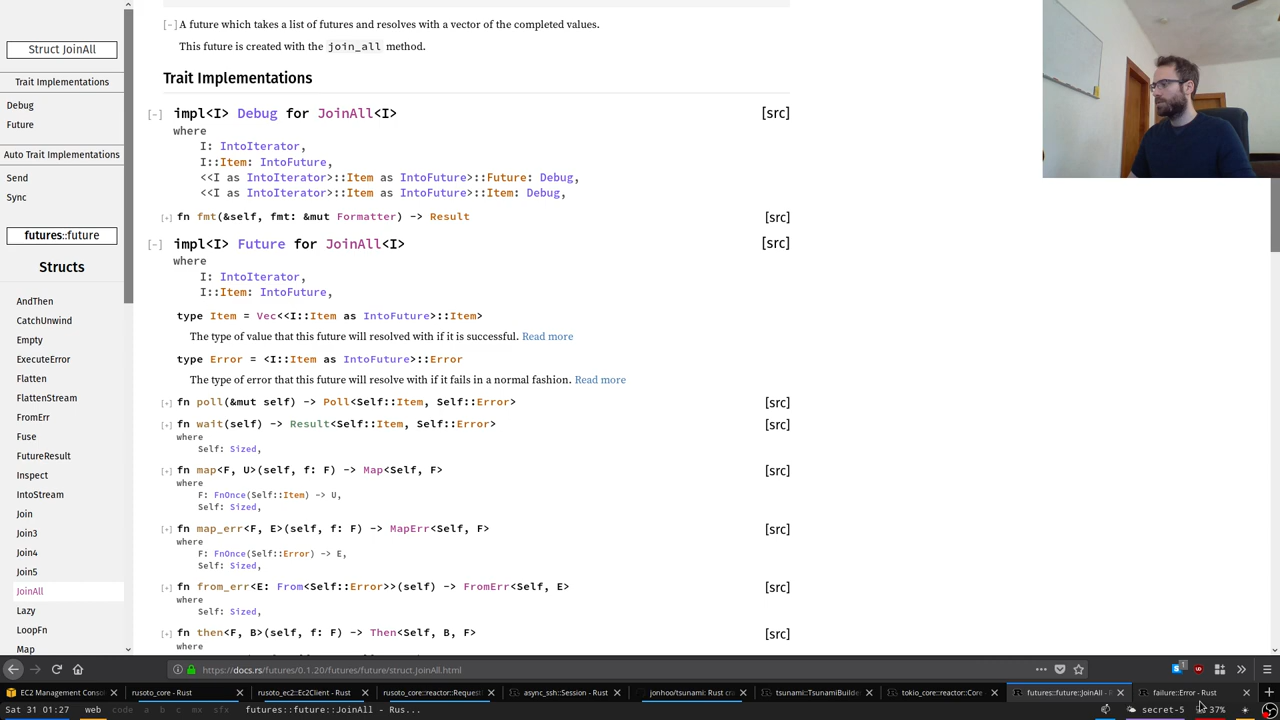 Struct JoinAll
Trait Implementations
Debug
Future
Auto Trait Implementations
Send
Sync
futures::future
Structs
AndThen
CatchUnwind
Empty
ExecuteError
Flatten
FlattenStream
FromErr
Fuse
FutureResult
Inspect
IntoStream
Join
Join3
Join4
Join5
JoinAll
Lazy
LoopFn
Map
[-] A future which takes a list of futures and resolves with a vector of the completed values.
This future is created with the join_all method.
Trait Implementations
[-] impl<I> Debug for JoinAll<I> [src]
where
I: IntoIterator,
I::Item: IntoFuture,
<<I as IntoIterator>::Item as IntoFuture>::Future: Debug,
<<I as IntoIterator>::Item as IntoFuture>::Item: Debug,
[+] fn fmt(&self, fmt: &mut Formatter) -> Result [src]
[-] impl<I> Future for JoinAll<I> [src]
where
I: IntoIterator,
I::Item: IntoFuture,
type Item = Vec<<I::Item as IntoFuture>::Item>
The type of value that this future will resolved with if it is successful. Read more
type Error = <I::Item as IntoFuture>::Error
The type of error that this future will resolve with if it fails in a normal fashion. Read more
[+] fn poll(&mut self) -> Poll<Self::Item, Self::Error> [src]
[+] fn wait(self) -> Result<Self::Item, Self::Error> [src]
where
Self: Sized,
[+] fn map<F, U>(self, f: F) -> Map<Self, F> [src]
where
F: FnOnce(Self::Item) -> U,
Self: Sized,
[+] fn map_err<F, E>(self, f: F) -> MapErr<Self, F> [src]
where
F: FnOnce(Self::Error) -> E,
Self: Sized,
[+] fn from_err<E: From<Self::Error>>(self) -> FromErr<Self, E> [src]
where
Self: Sized,
[+] fn then<F, B>(self, f: F) -> Then<Self, B, F> [src]
where
https://docs.rs/futures/0.1.20/futures/future/struct.JoinAll.html
EC2 Management Consol
rusoto_core - Rust
rusoto_ec2::Ec2Client - Rust
rusoto_core::reactor::Request
async_ssh::Session - Rust
jonhoo/tsunami: Rust cra
tsunami::TsunamiBuilder
tokio_core::reactor::Core
futures::future::JoinAll - R
failure::Error - Rust
Sat 31 01:27 web code a c mx sfx futures::future::JoinAll - Rus...
secret-5 37%